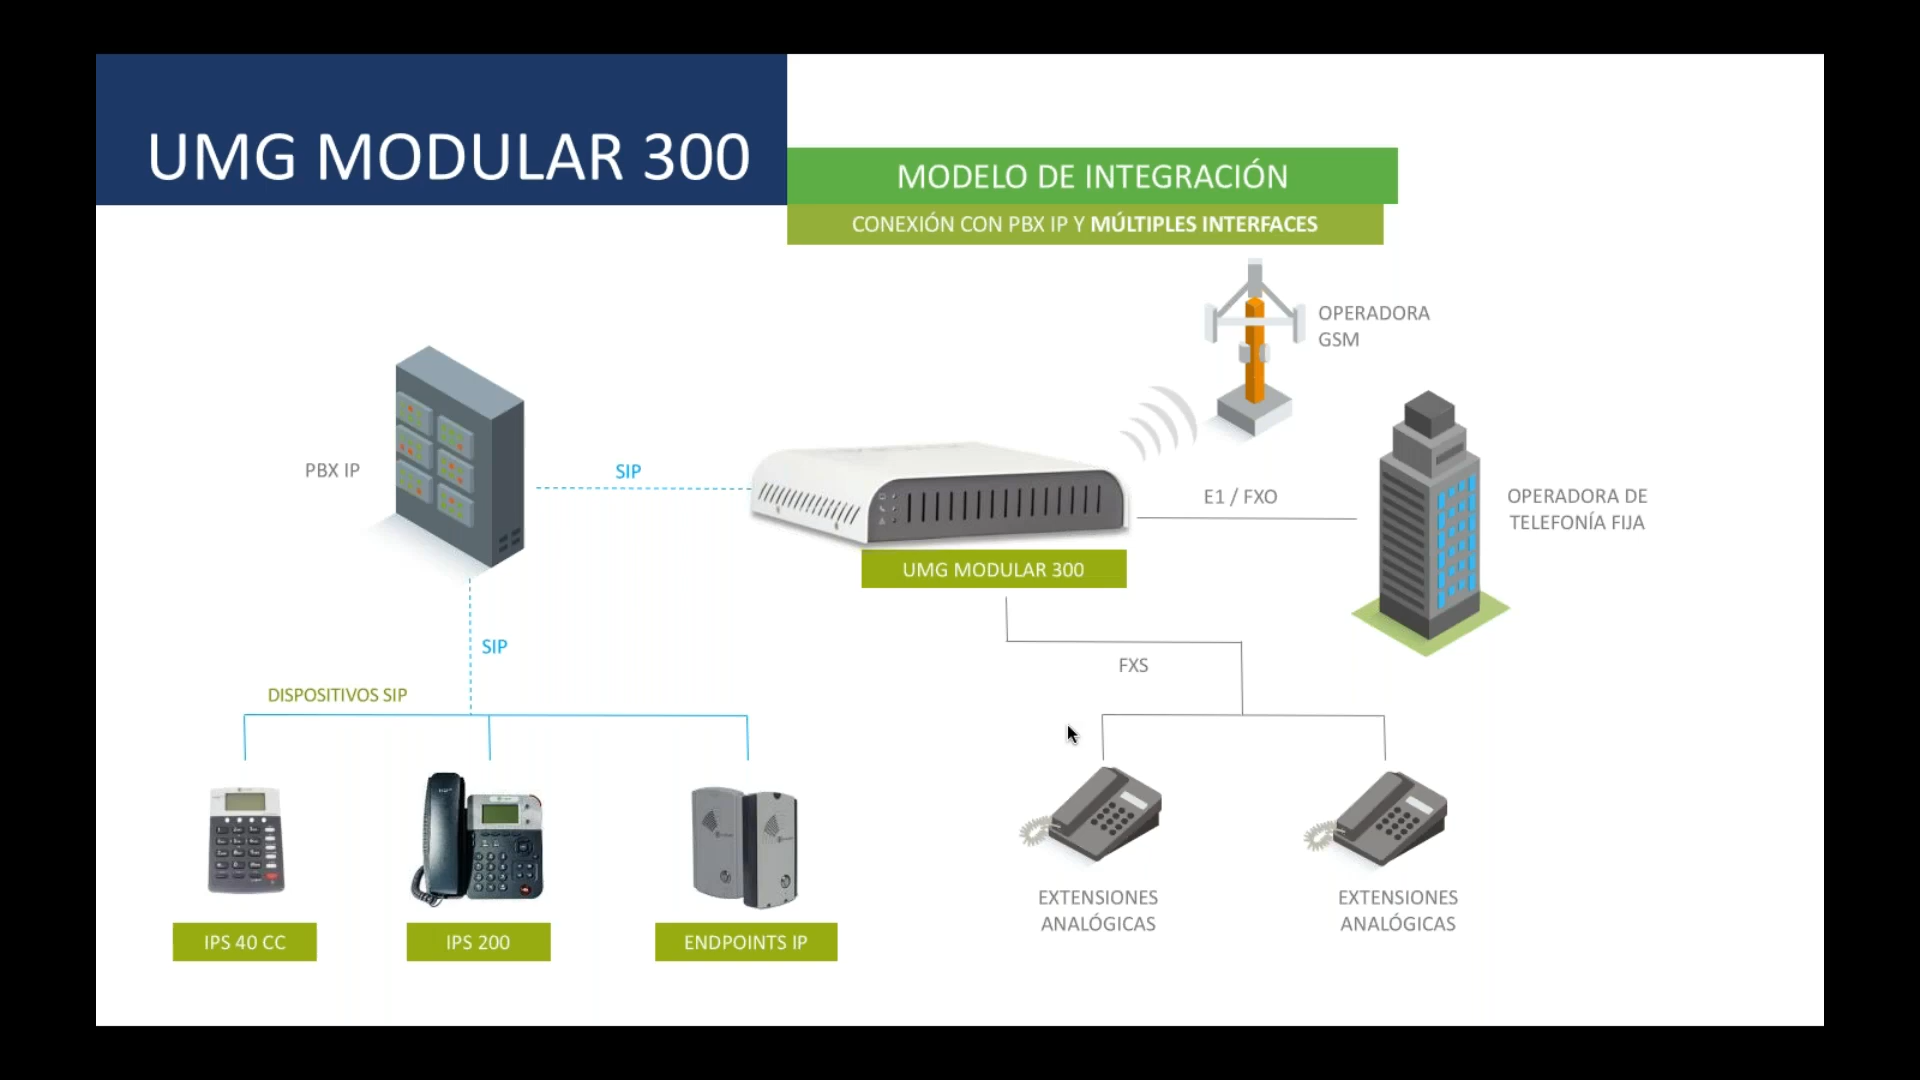 UMG MODULAR 300
MODELO DE INTEGRACIÓN
CONEXIÓN CON PBX IP Y MÚLTIPLES INTERFACES
OPERADORA
GSM
PBX IP
SIP
E1 / FXO
OPERADORA DE
TELEFONÍA FIJA
UMG MODULAR 300
SIP
FXS
DISPOSITIVOS SIP
EXTENSIONES
ANALÓGICAS
EXTENSIONES
ANALÓGICAS
IPS 40 CC
IPS 200
ENDPOINTS IP